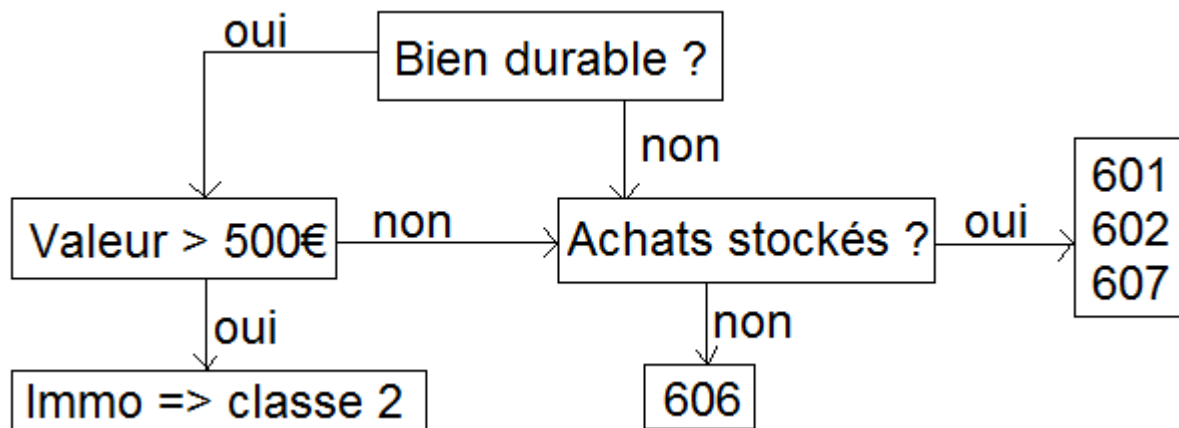 oui
Bien durable ?
non
Valeur > 500€
non
Achats stockés ?
oui
601
602
607
oui
non
Immo => classe 2
606